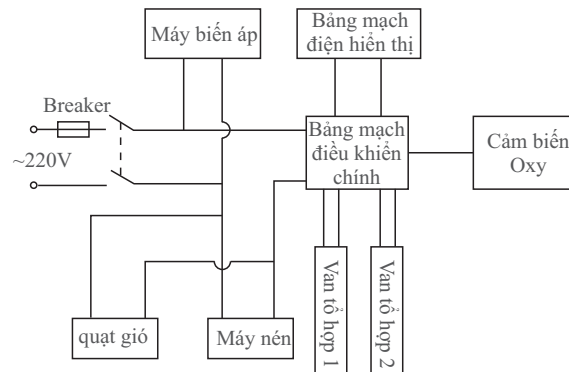 Máy biến áp
Bảng mạch
điện hiển thị
Breaker
~220V
Bảng mạch
điều khiển
chính
Cảm biến
Oxy
quạt gió
Máy nén
Van tổ hợp 1
Van tổ hợp 2